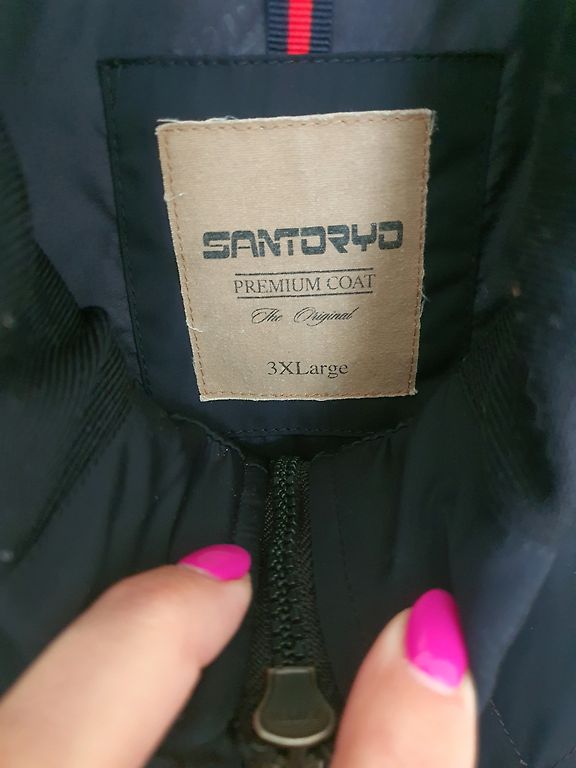 SANTORYO
PREMIUM COAT
The Original
3XLarge